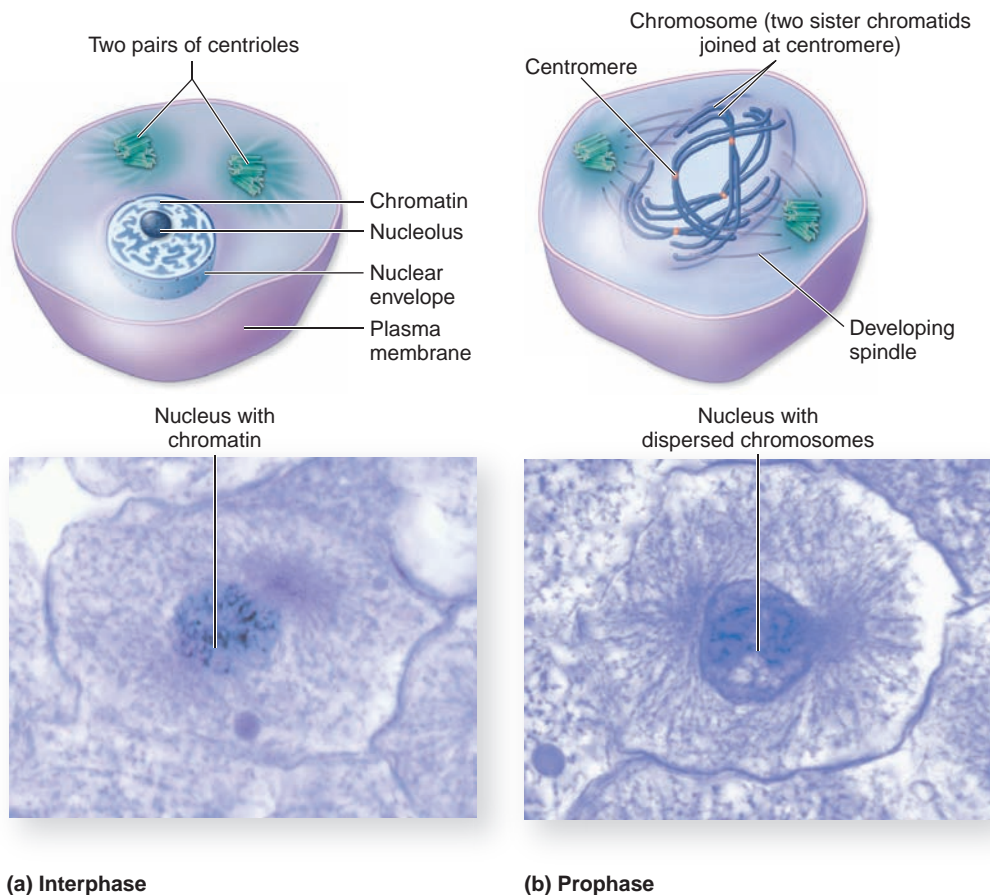 Two pairs of centrioles
Chromatin
Nucleolus
Nuclear
envelope
Plasma
membrane
Chromosome (two sister chromatids
joined at centromere)
Centromere
Developing
spindle
Nucleus with
chromatin
Nucleus with
dispersed chromosomes
(a) Interphase
(b) Prophase